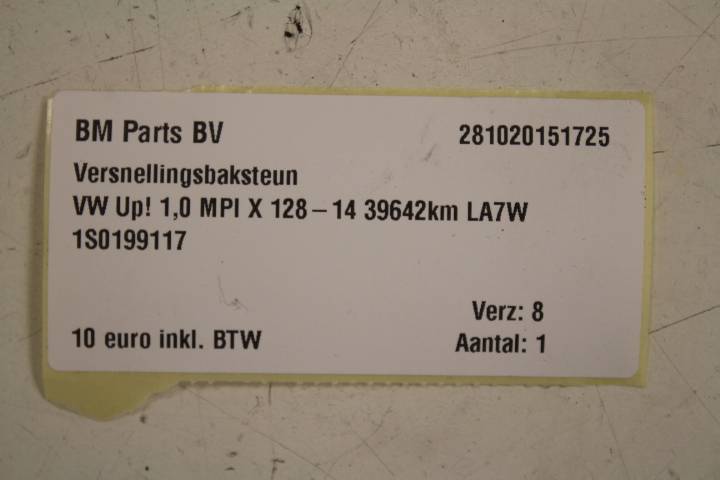 BM Parts BV 281020151725
Versnellingsbaksteun
VW Up! 1,0 MPI X 128 – 14 39642km LA7W
1S0199117
Verz: 8
10 euro inkl. BTW Aantal: 1